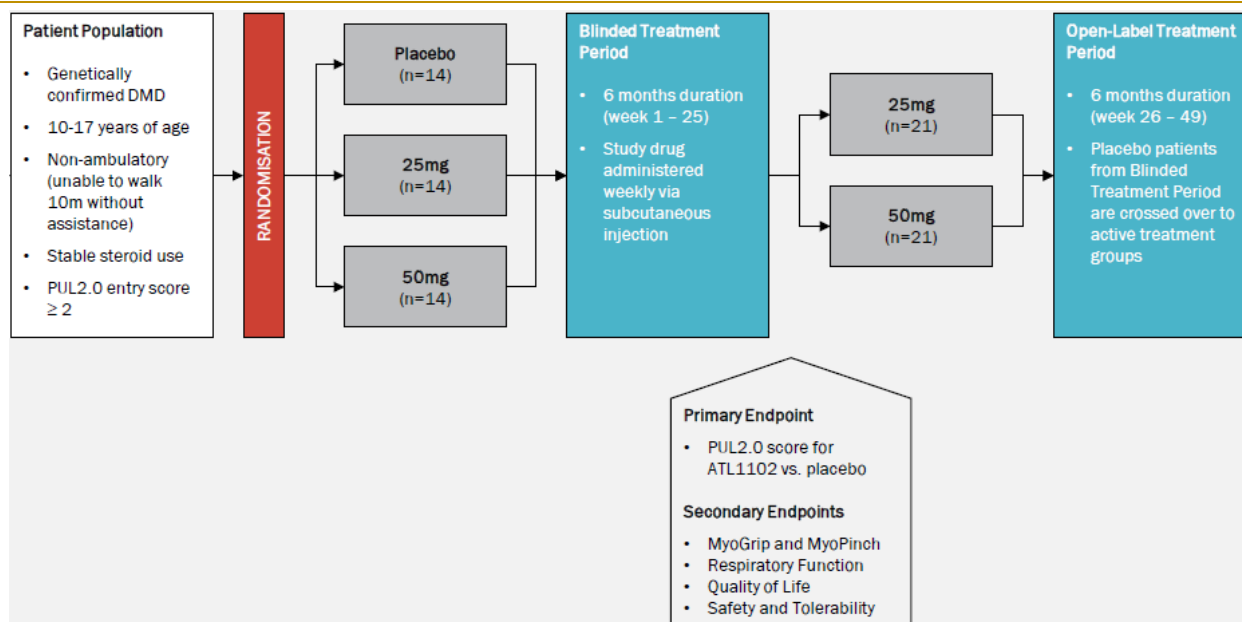 Patient Population
• Genetically
confirmed DMD
• 10-17 years of age
• Non-ambulatory
(unable to walk
10m without
assistance)
• Stable steroid use
• PUL2.0 entry score
≥ 2
RANDOMISATION
Placebo
(n=14)
25mg
(n=14)
50mg
(n=14)
Blinded Treatment
Period
• 6 months duration
(week 1 – 25)
• Study drug
administered
weekly via
subcutaneous
injection
25mg
(n=21)
50mg
(n=21)
Open-Label Treatment
Period
• 6 months duration
(week 26 – 49)
• Placebo patients
from Blinded
Treatment Period
are crossed over to
active treatment
groups
Primary Endpoint
• PUL2.0 score for
ATL1102 vs. placebo
Secondary Endpoints
• MyoGrip and MyoPinch
• Respiratory Function
• Quality of Life
• Safety and Tolerability